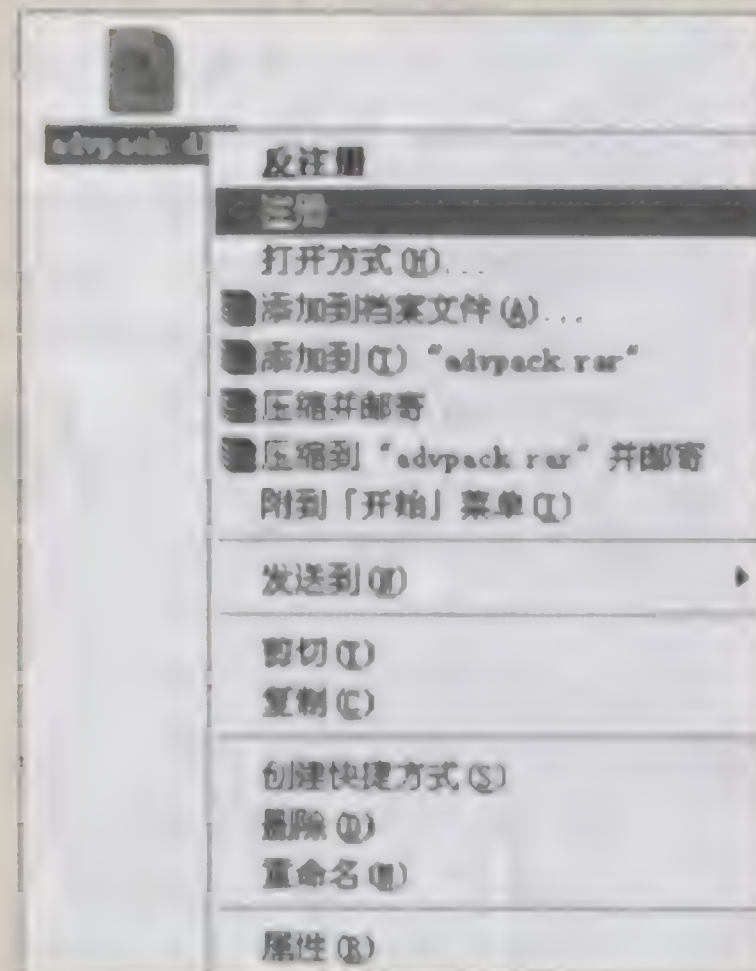 advpack.dl
反注册
注册
打开方式(H)...
添加到档案文件(A)...
添加到(T) "advpack.rar"
压缩并邮寄
压缩到 "advpack.rar" 并邮寄
附到「开始」菜单(I)
发送到(N)
剪切(T)
复制(C)
创建快捷方式(S)
删除(D)
重命名(M)
属性(R)